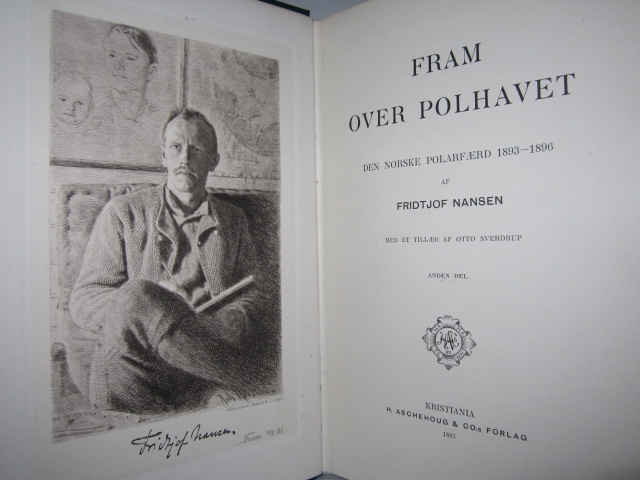 Fridtjof Nansen.
FRAM
OVER POLHAVET
DEN NORSKE POLARFÆRD 1893—1896
AF
FRIDTJOF NANSEN
MED ET TILLÆG AF OTTO SVERDRUP
ANDEN DEL
KRISTIANIA
H. ASCHEHOUG & CO.s FORLAG
1897